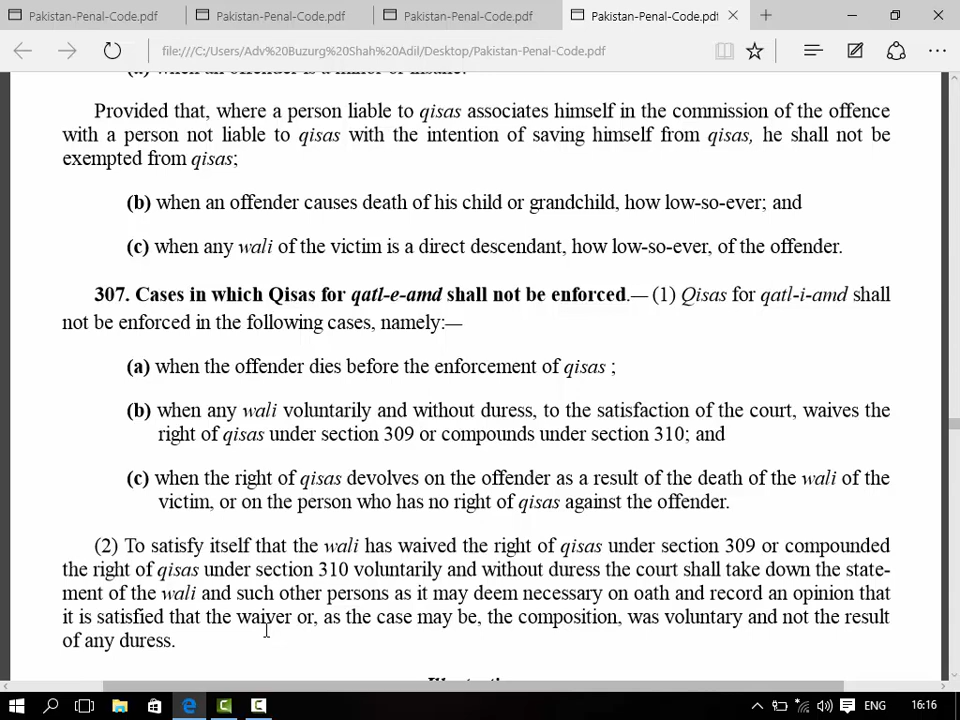 Pakistan-Penal-Code.pdf
Pakistan-Penal-Code.pdf
Pakistan-Penal-Code.pdf
Pakistan-Penal-Code.pdf
file:///C:/Users/Adv%20Buzurg%20Shah%20Adil/Desktop/Pakistan-Penal-Code.pdf
(a) when an offender is a minor or insane:
Provided that, where a person liable to qisas associates himself in the commission of the offence
with a person not liable to qisas with the intention of saving himself from qisas, he shall not be
exempted from qisas;
(b) when an offender causes death of his child or grandchild, how low-so-ever; and
(c) when any wali of the victim is a direct descendant, how low-so-ever, of the offender.
307. Cases in which Qisas for qatl-e-amd shall not be enforced.— (1) Qisas for qatl-i-amd shall
not be enforced in the following cases, namely:—
(a) when the offender dies before the enforcement of qisas ;
(b) when any wali voluntarily and without duress, to the satisfaction of the court, waives the
right of qisas under section 309 or compounds under section 310; and
(c) when the right of qisas devolves on the offender as a result of the death of the wali of the
victim, or on the person who has no right of qisas against the offender.
(2) To satisfy itself that the wali has waived the right of qisas under section 309 or compounded
the right of qisas under section 310 voluntarily and without duress the court shall take down the state-
ment of the wali and such other persons as it may deem necessary on oath and record an opinion that
it is satisfied that the waiver or, as the case may be, the composition, was voluntary and not the result
of any duress.
ENG
16:16